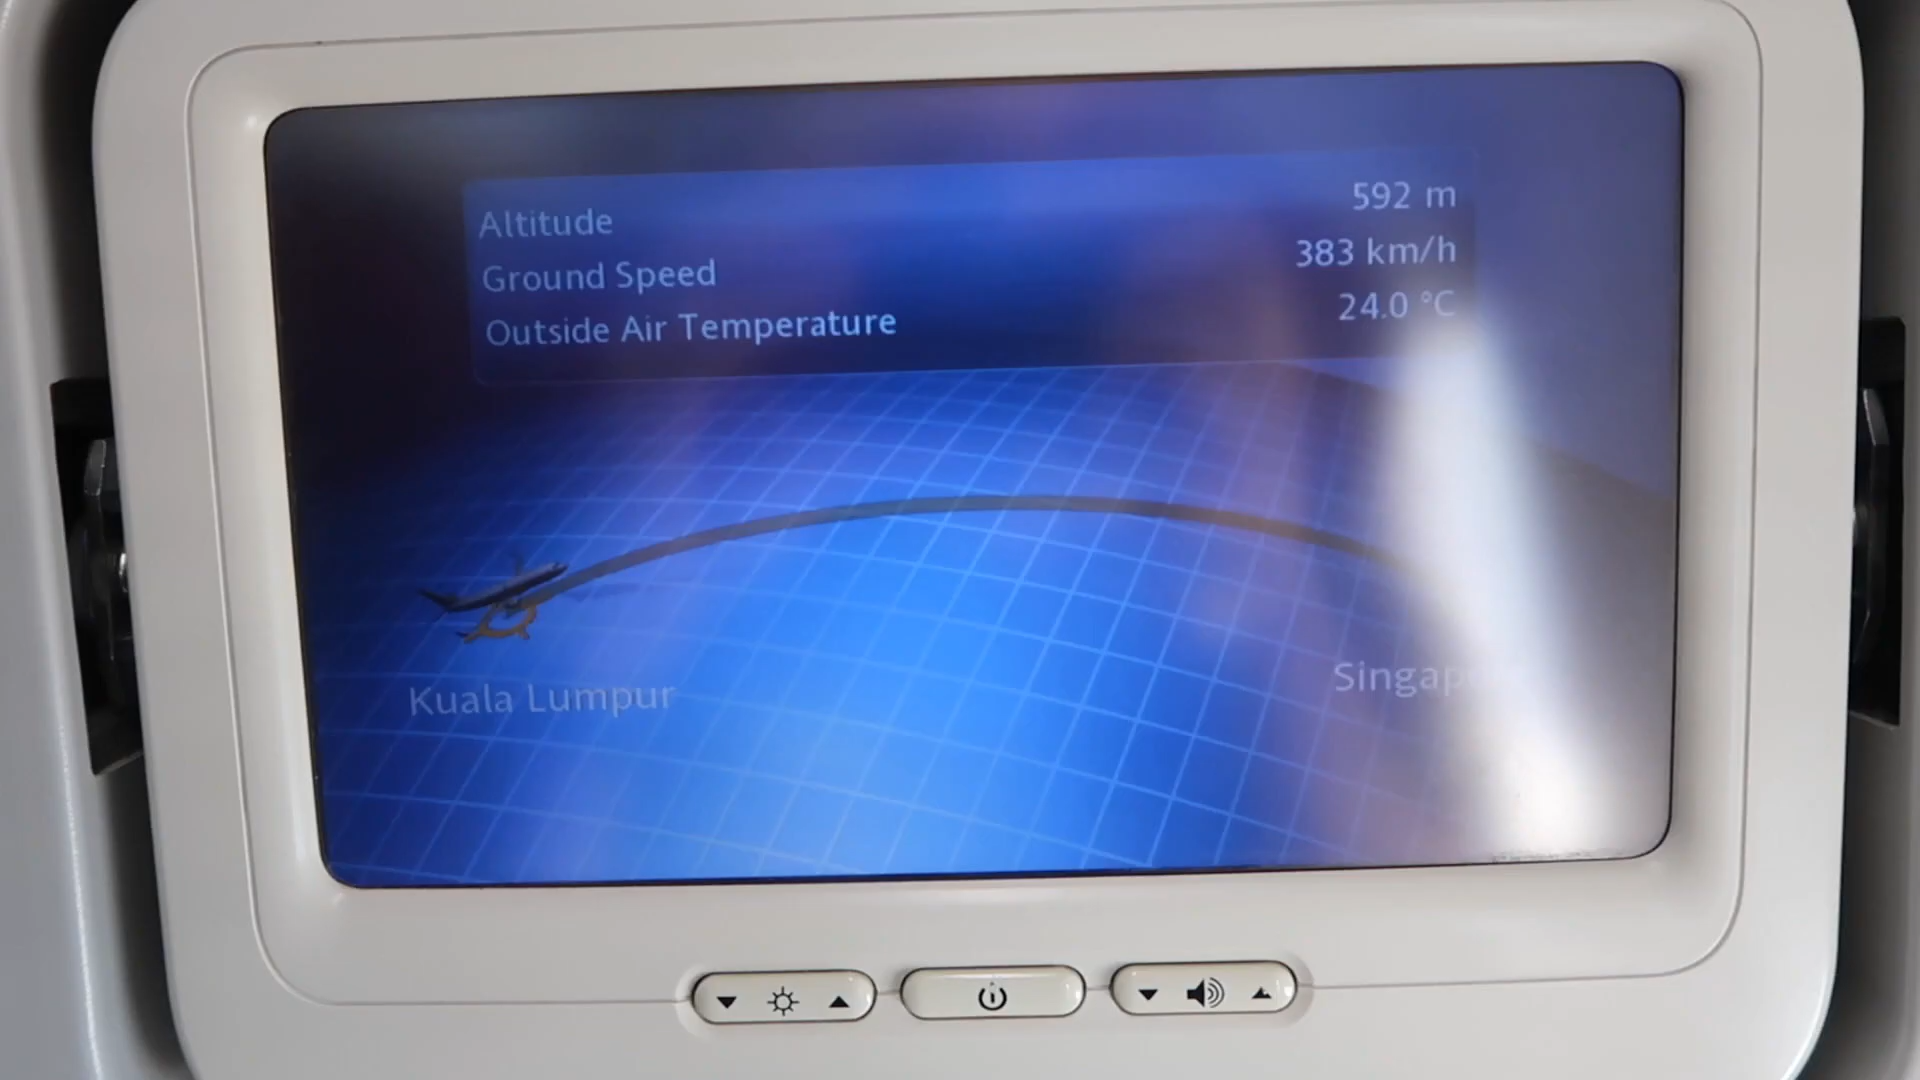 Altitude 592 m
Ground Speed 383 km/h
Outside Air Temperature 24.0 °C
Kuala Lumpur